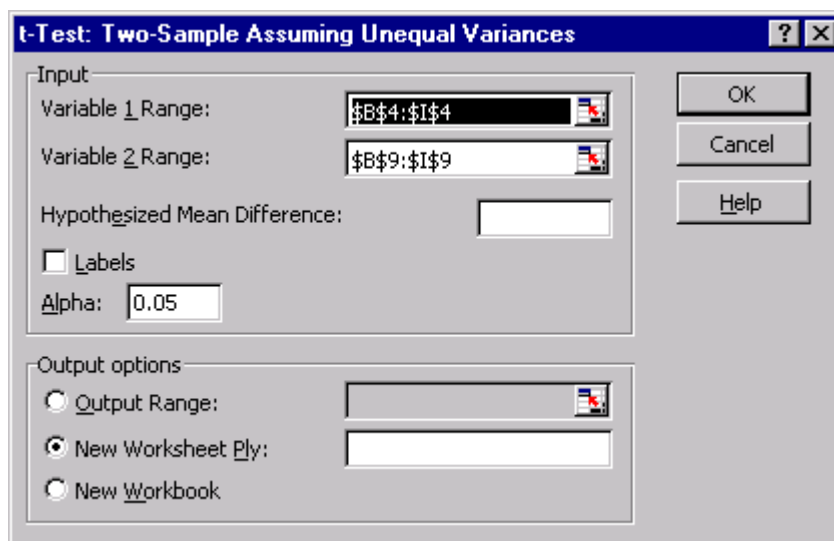 t-Test: Two-Sample Assuming Unequal Variances
Input
Variable 1 Range: $B$4:$I$4
Variable 2 Range: $B$9:$I$9
Hypothesized Mean Difference:
Labels
Alpha: 0.05
OK
Cancel
Help
Output options
Output Range:
New Worksheet Ply:
New Workbook